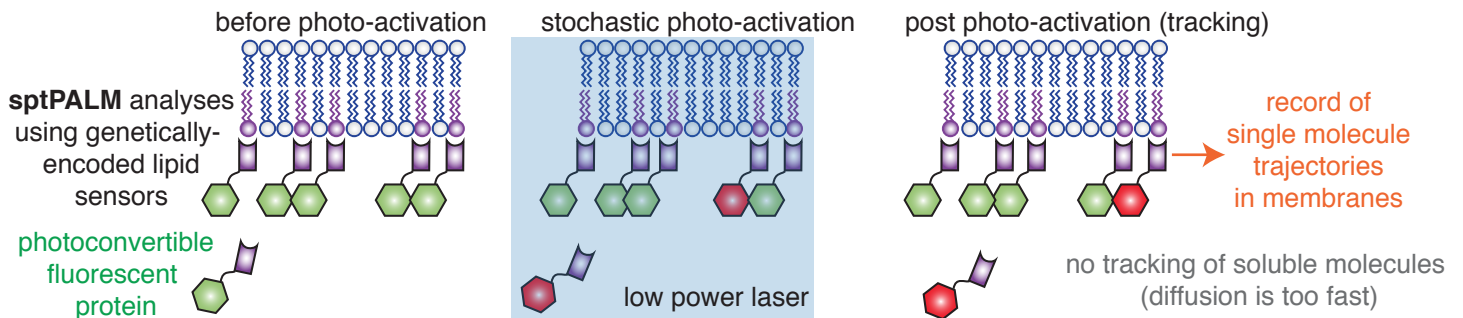 before photo-activation
stochastic photo-activation
post photo-activation (tracking)
sptPALM analyses
using genetically-
encoded lipid
sensors
record of
single molecule
trajectories
in membranes
photoconvertible
fluorescent
protein
low power laser
no tracking of soluble molecules
(diffusion is too fast)